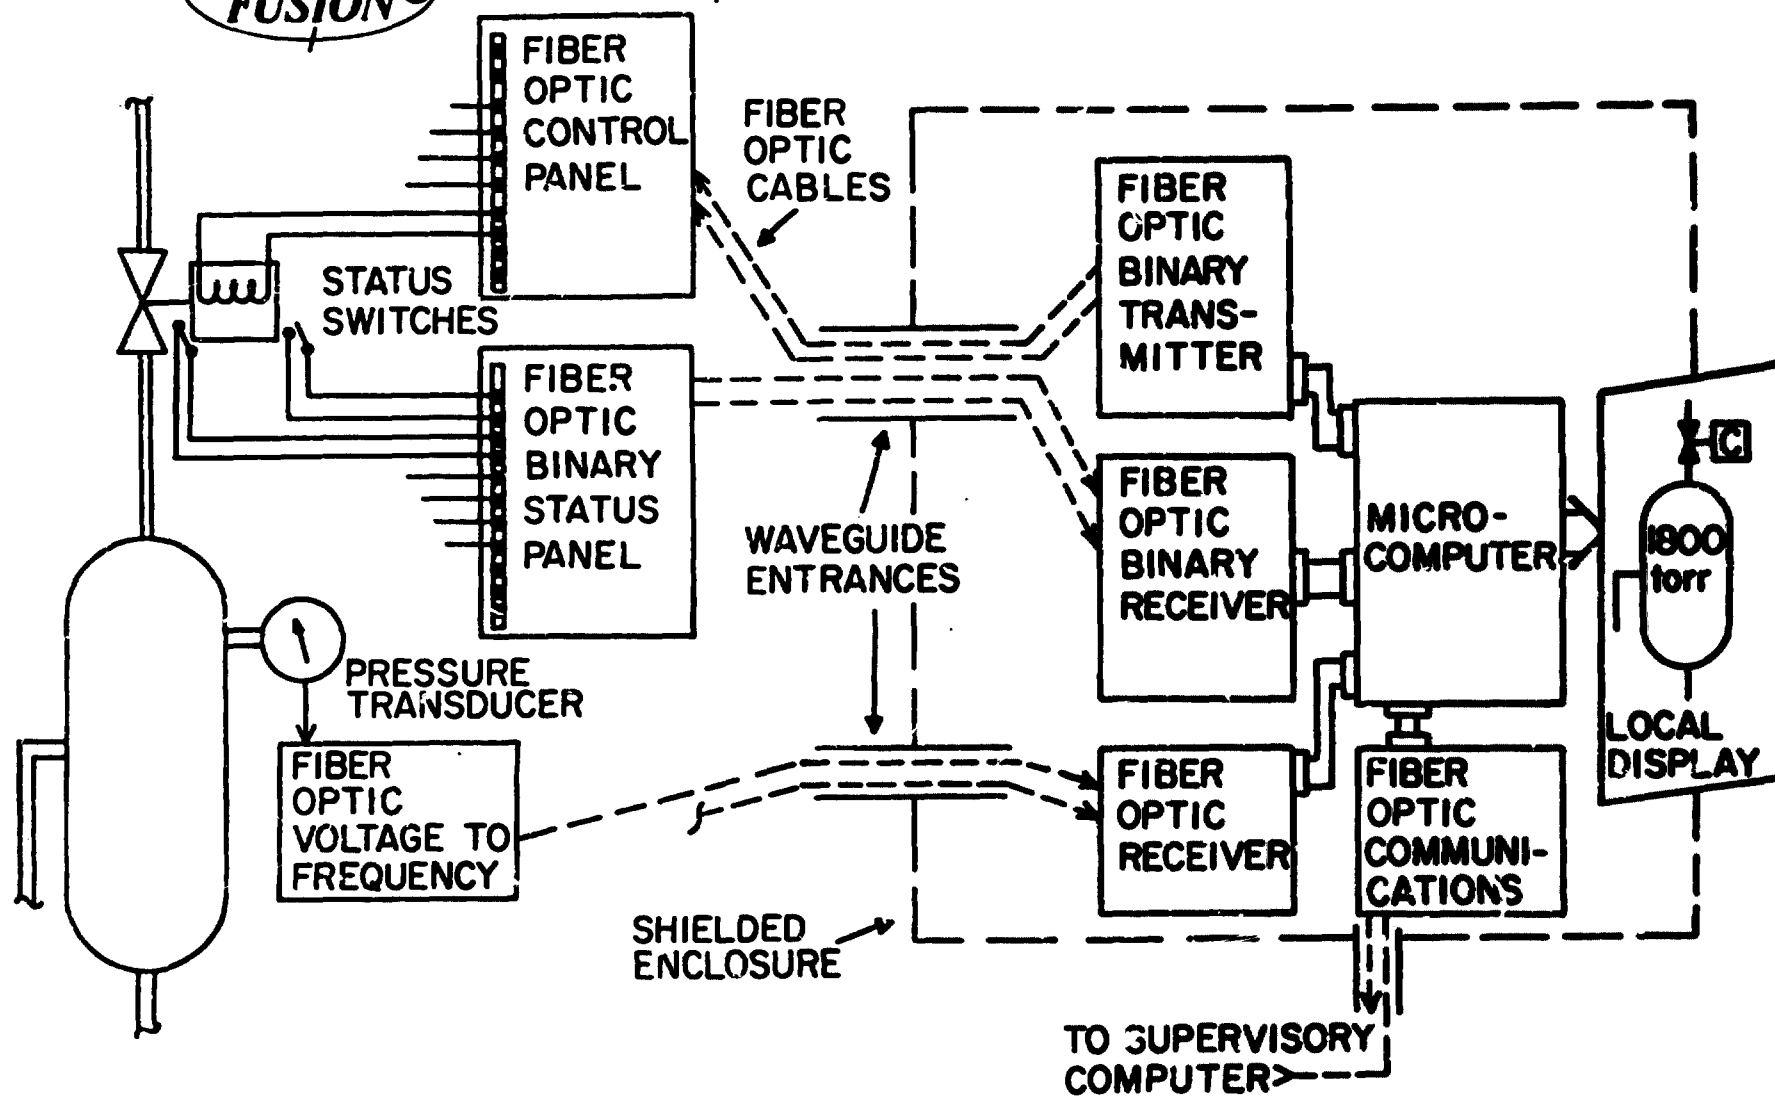 FUSION
FIBER
OPTIC
CONTROL
PANEL
FIBER
OPTIC
CABLES
STATUS
SWITCHES
FIBER
OPTIC
BINARY
STATUS
PANEL
WAVEGUIDE
ENTRANCES
PRESSURE
TRANSDUCER
FIBER
OPTIC
VOLTAGE TO
FREQUENCY
SHIELDED
ENCLOSURE
FIBER
OPTIC
BINARY
TRANS-
MITTER
FIBER
OPTIC
BINARY
RECEIVER
FIBER
OPTIC
RECEIVER
MICRO-
COMPUTER
FIBER
OPTIC
COMMUNI-
CATIONS
C
1800
torr
LOCAL
DISPLAY
TO SUPERVISORY
COMPUTER